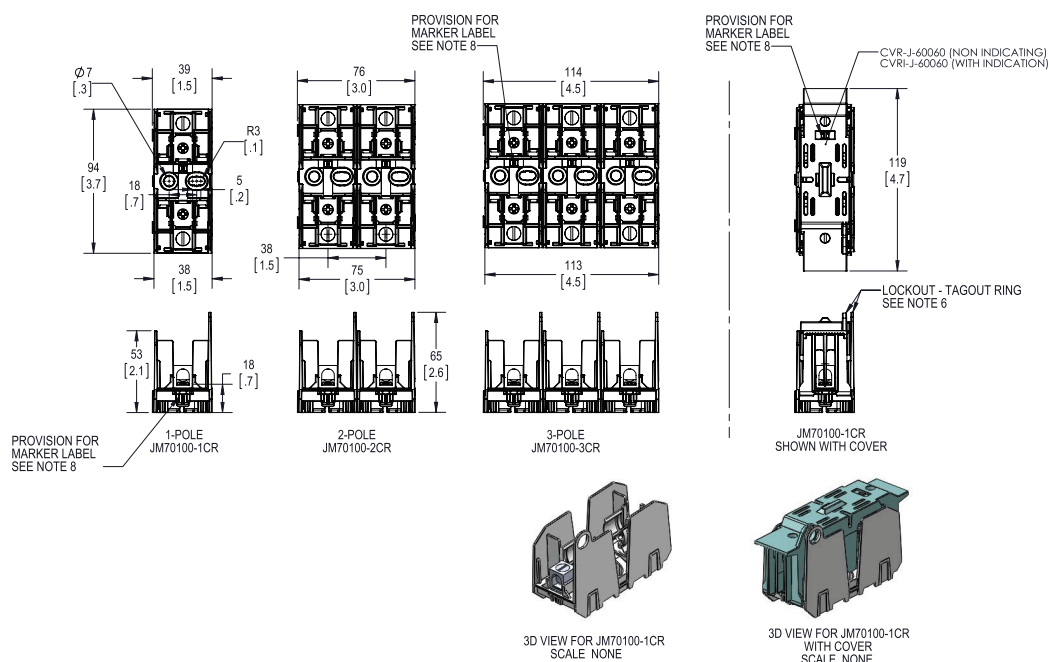 PROVISION FOR
MARKER LABEL
SEE NOTE 8
PROVISION FOR
MARKER LABEL
SEE NOTE 8
CVR-J-60060 (NON INDICATING)
CVRI-J-60060 (WITH INDICATION)
Ø7
[.3]
39
[1.5]
76
[3.0]
114
[4.5]
R3
[.1]
94
[3.7]
18
[.7]
5
[.2]
119
[4.7]
38
[1.5]
38
[1.5]
75
[3.0]
113
[4.5]
LOCKOUT - TAGOUT RING
SEE NOTE 6
53
[2.1]
18
[.7]
65
[2.6]
PROVISION FOR
MARKER LABEL
SEE NOTE 8
1-POLE
JM70100-1CR
2-POLE
JM70100-2CR
3-POLE
JM70100-3CR
JM70100-1CR
SHOWN WITH COVER
3D VIEW FOR JM70100-1CR
SCALE NONE
3D VIEW FOR JM70100-1CR
WITH COVER
SCALE NONE